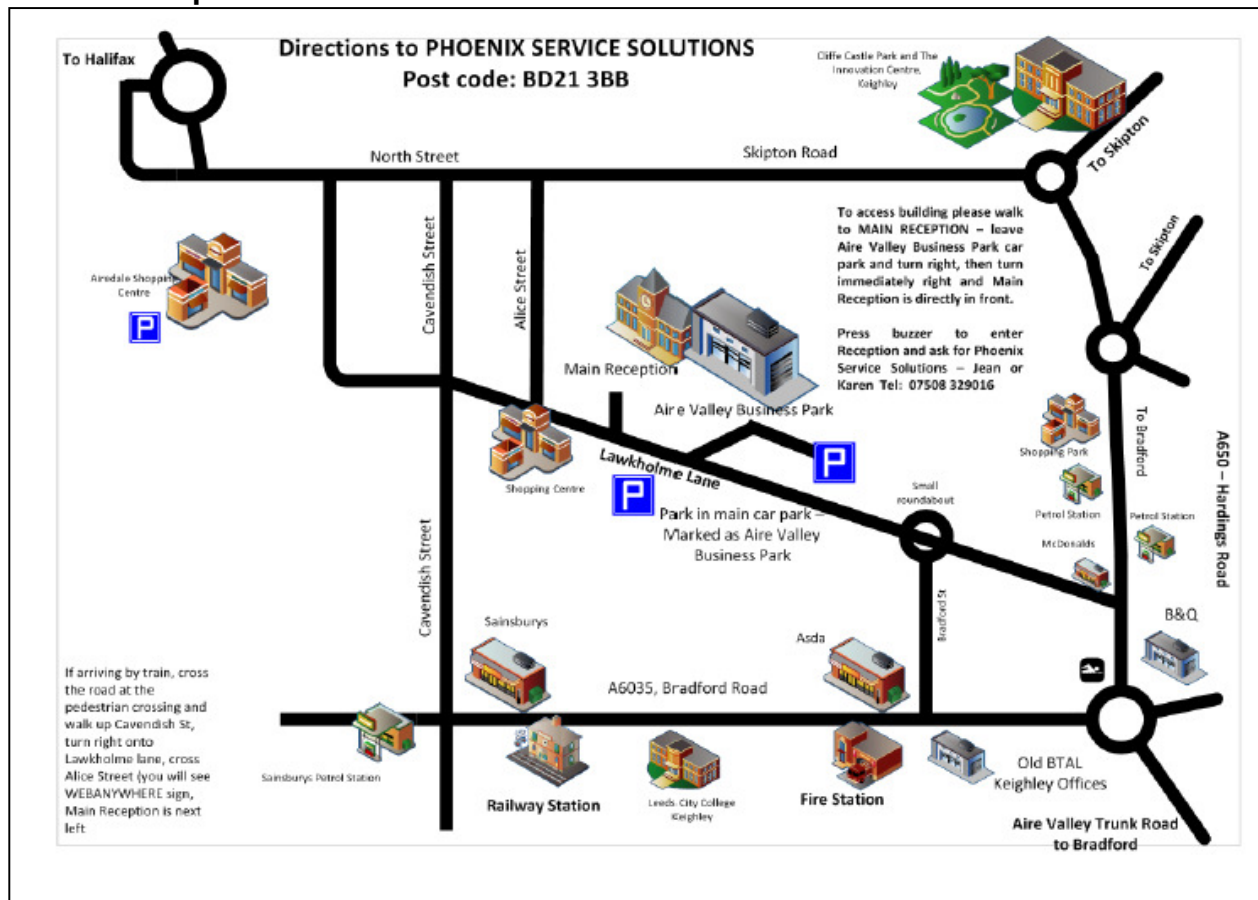 Directions to PHOENIX SERVICE SOLUTIONS
Post code: BD21 3BB
To Halifax
Cliffe Castle Park and The
Innovation Centre,
Keighley
To Skipton
North Street
Skipton Road
To access building please walk
to MAIN RECEPTION – leave
Aire Valley Business Park car
park and turn right, then turn
immediately right and Main
Reception is directly in front.
Press buzzer to enter
Reception and ask for Phoenix
Service Solutions – Jean or
Karen Tel: 07508 329016
To Skipton
Cavendish Street
Alice Street
Airedale Shopping
Centre
P
Main Reception
Aire Valley Business Park
P
Lawkholme Lane
P
Shopping Centre
Park in main car park –
Marked as Aire Valley
Business Park
Small
roundabout
Shopping Park
To Bradford
Petrol Station
Petrol Station
McDonalds
A650 – Hardings Road
Cavendish Street
Bradford St
B&Q
Sainsburys
Asda
A6035, Bradford Road
If arriving by train, cross
the road at the
pedestrian crossing and
walk up Cavendish St,
turn right onto
Lawkholme lane, cross
Alice Street (you will see
WEBANYWHERE sign,
Main Reception is next
left
Sainsburys Petrol Station
Railway Station
Leeds City College
Keighley
Fire Station
Old BTAL
Keighley Offices
Aire Valley Trunk Road
to Bradford